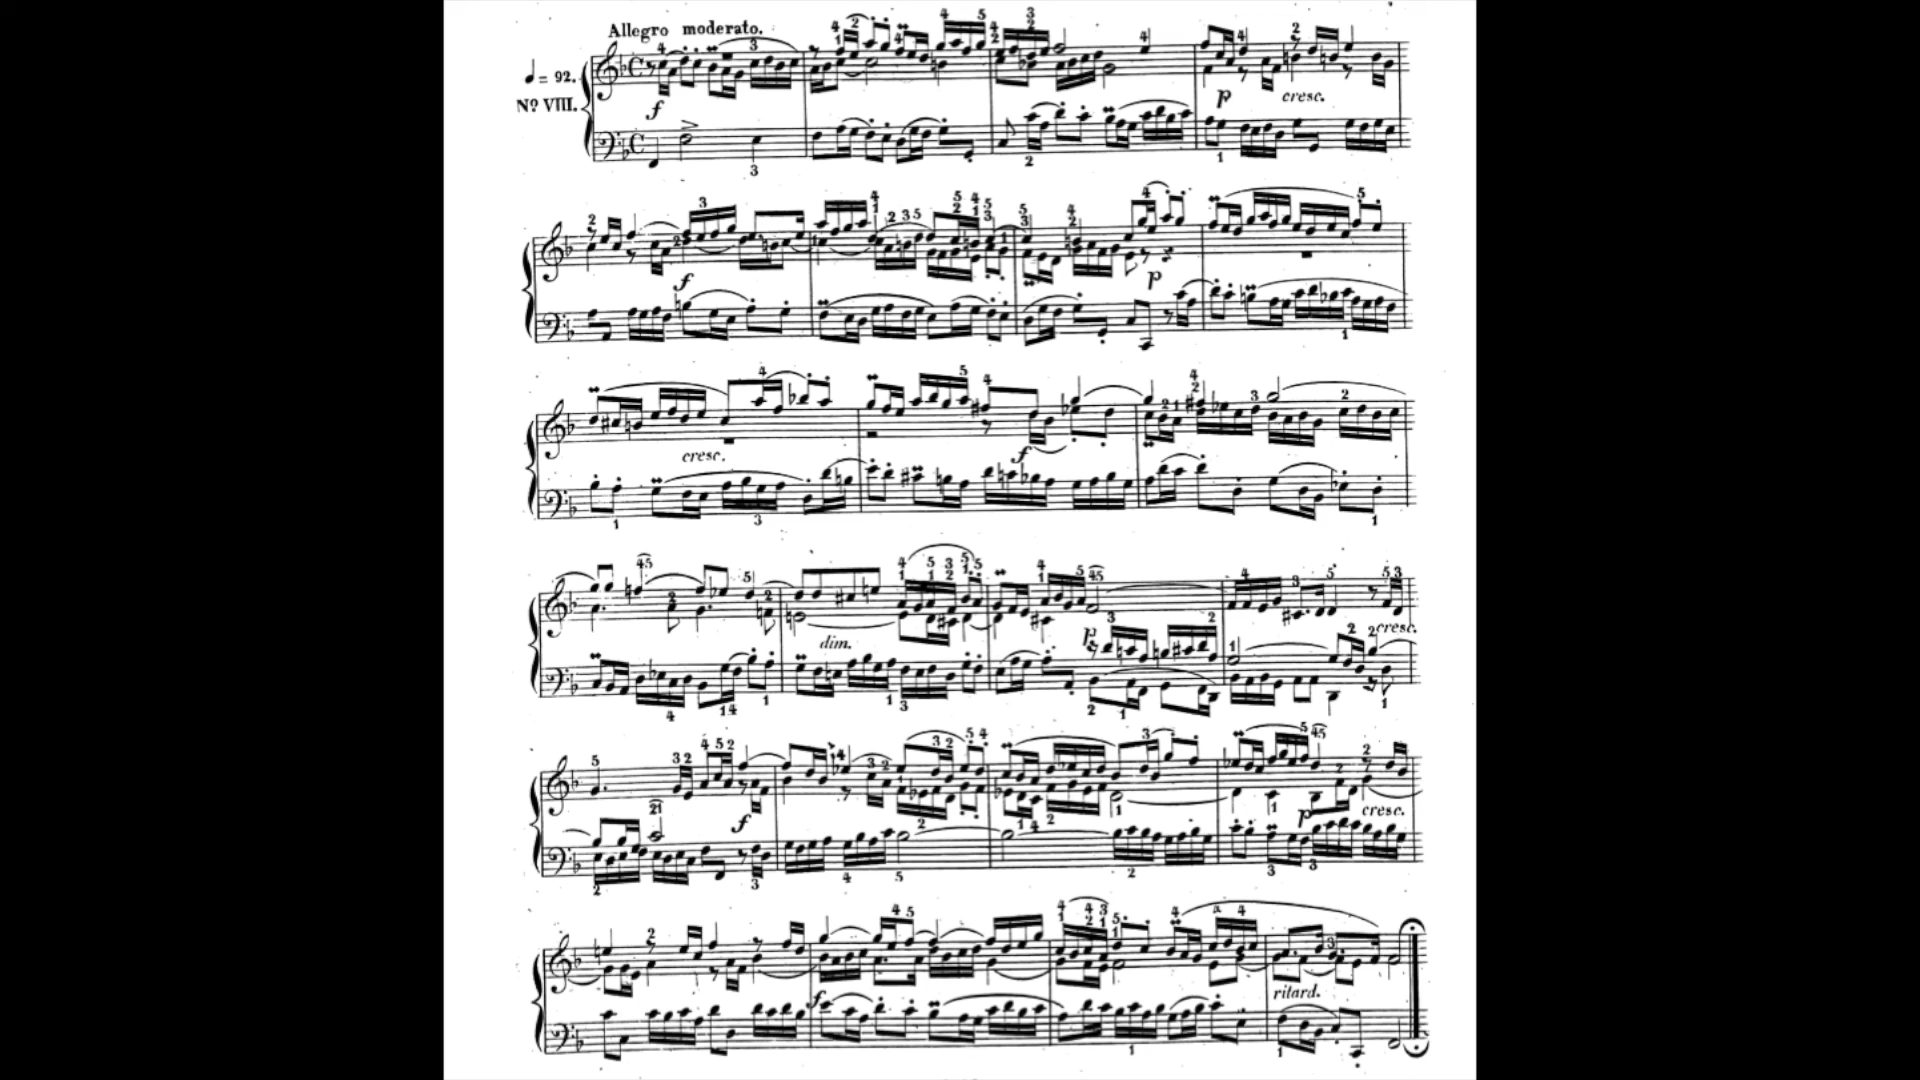 Allegro moderato.
♩ = 92.
Nº VIII.
f
p
cresc.
f
p
cresc.
f
dim.
p
cresc.
f
p
cresc.
f
ritard.